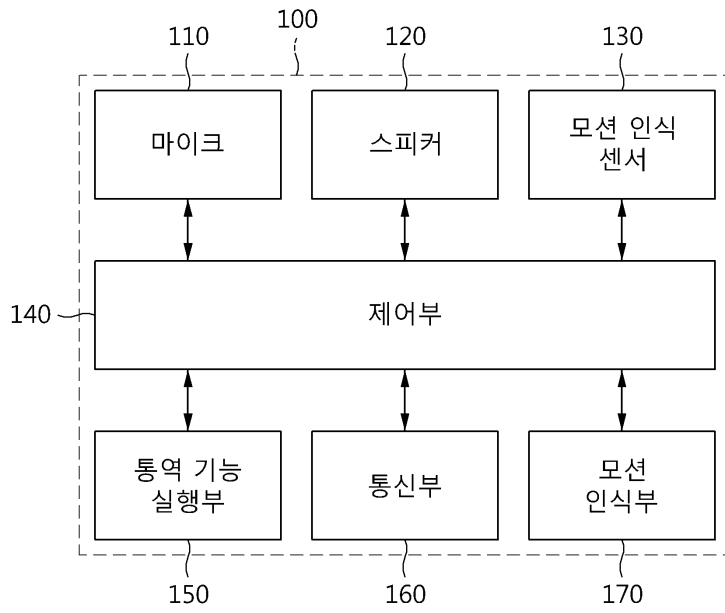 100
110
120
130
마이크
스피커
모션 인식
센서
140
제어부
통역 기능
실행부
통신부
모션
인식부
150
160
170